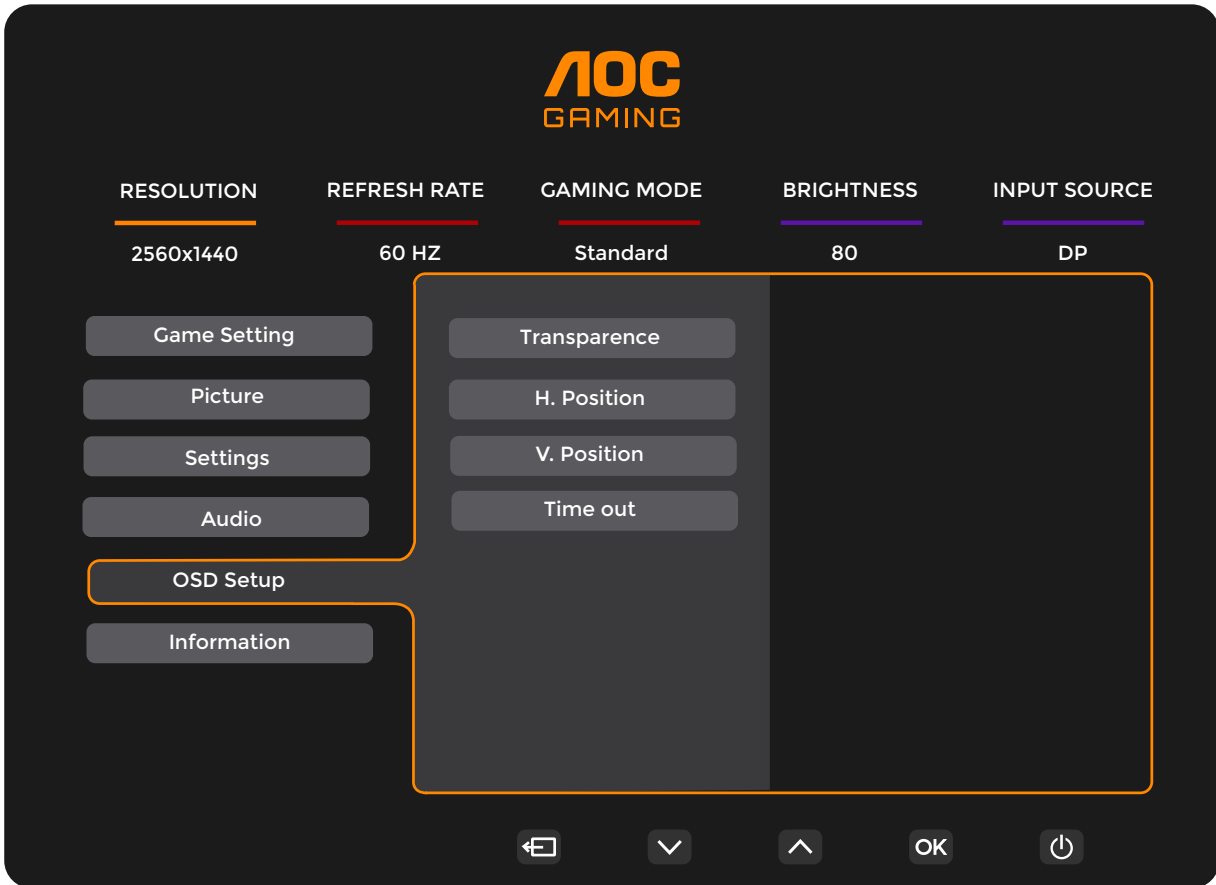 AOC
GAMING
RESOLUTION REFRESH RATE GAMING MODE BRIGHTNESS INPUT SOURCE
2560x1440 60 HZ Standard 80 DP
Game Setting
Picture
Settings
Audio
OSD Setup
Information
Transparence
H. Position
V. Position
Time out
OK